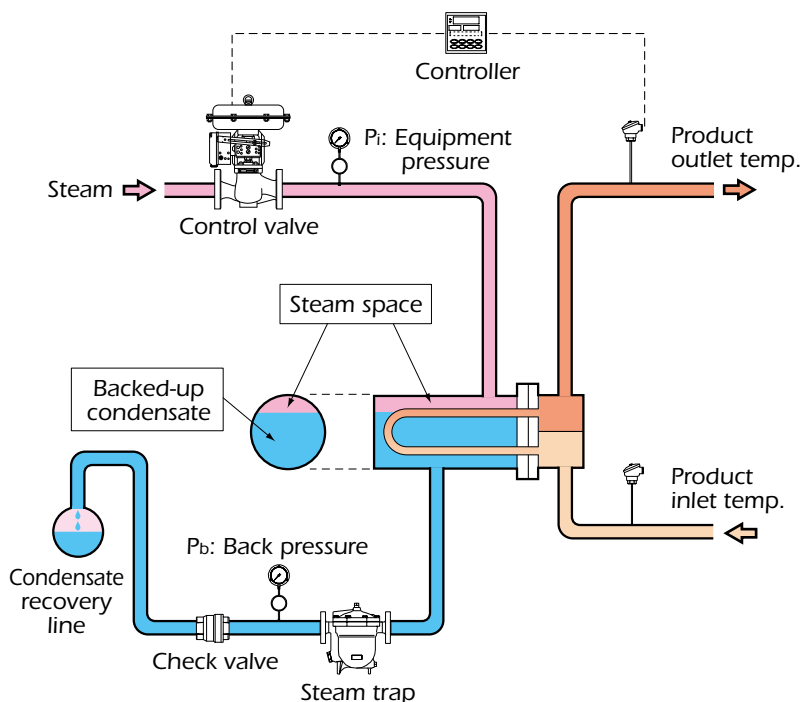 Controller
Pi: Equipment
pressure
Product
outlet temp.
Steam
Control valve
Steam space
Backed-up
condensate
Product
inlet temp.
Pb: Back pressure
Condensate
recovery
line
Check valve
Steam trap